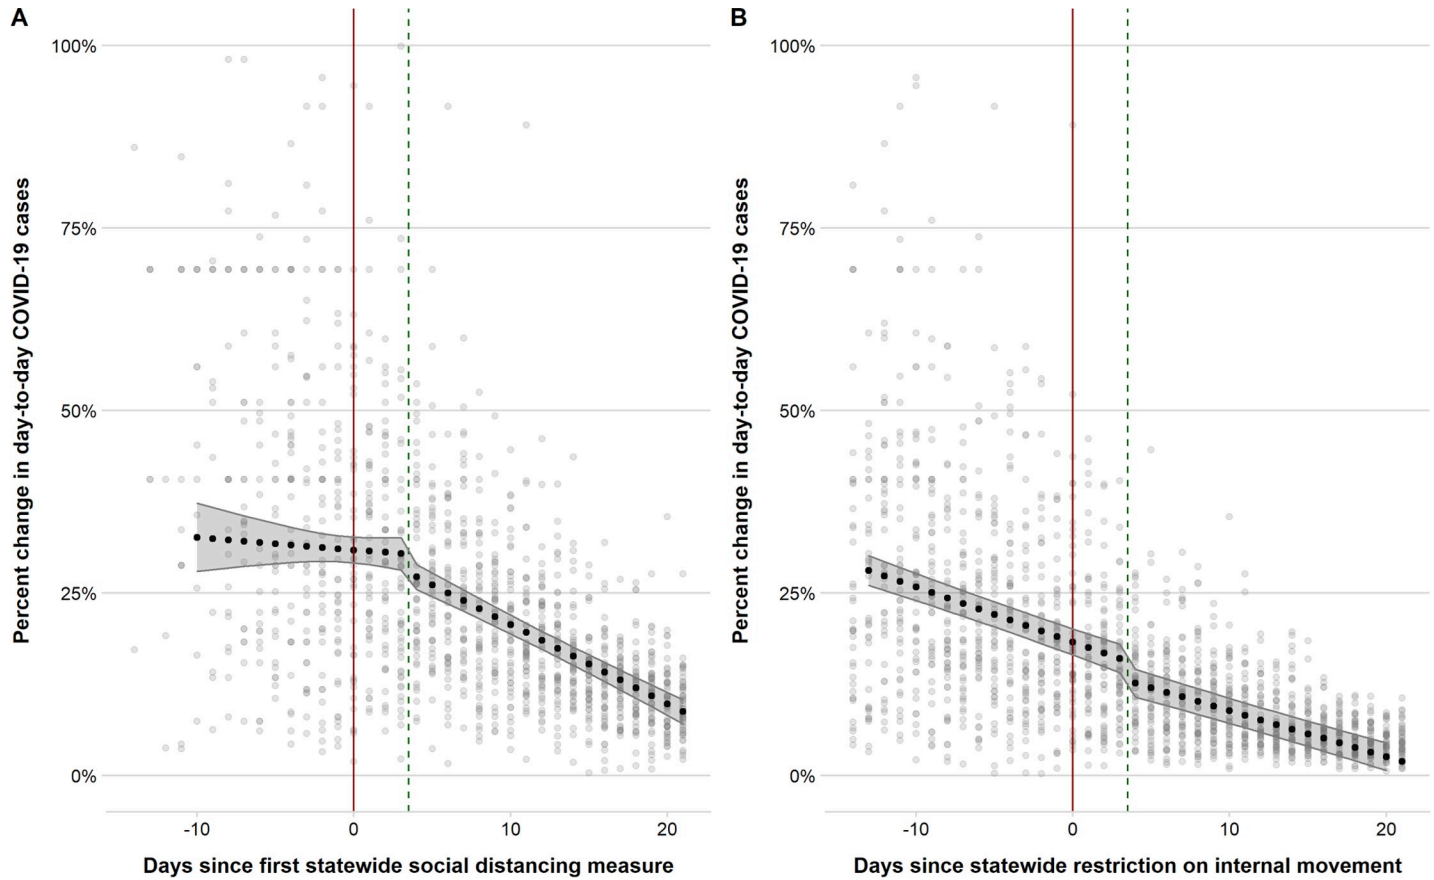 A
Percent change in day-to-day COVID-19 cases
100%
75%
50%
25%
0%
-10 0 10 20
Days since first statewide social distancing measure
B
Percent change in day-to-day COVID-19 cases
100%
75%
50%
25%
0%
-10 0 10 20
Days since statewide restriction on internal movement